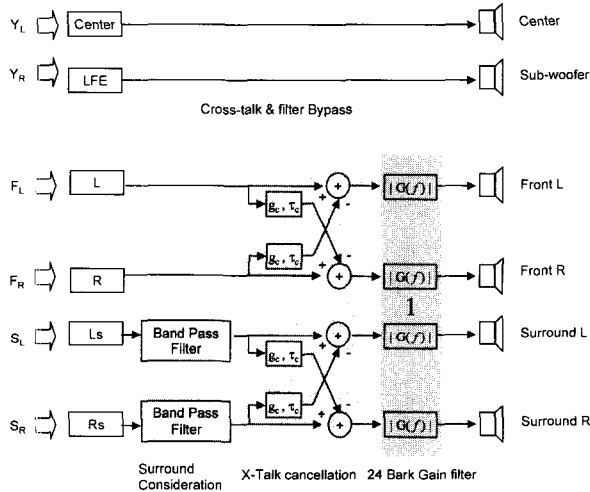 Y_L Center Center
Y_R LFE Sub-woofer
Cross-talk & filter Bypass
F_L L + + - |G(f)| Front L
g_c , τ_c
g_c , τ_c
F_R R + + - |G(f)| Front R
1
S_L Ls Band Pass Filter + + - |G(f)| Surround L
g_c , τ_c
g_c , τ_c
S_R Rs Band Pass Filter + + - |G(f)| Surround R
Surround Consideration X-Talk cancellation 24 Bark Gain filter